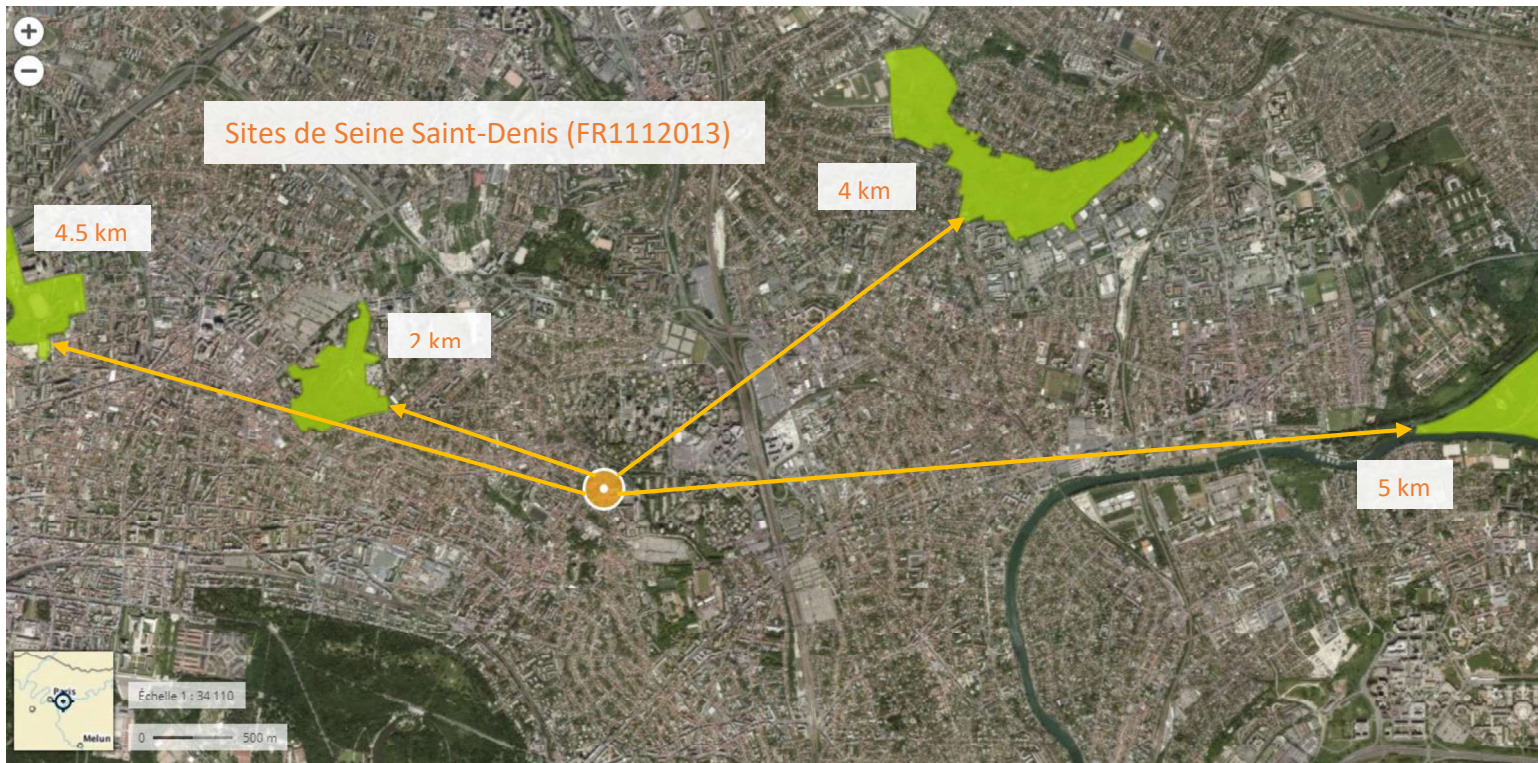 +
−
Sites de Seine Saint-Denis (FR1112013)
4 km
4.5 km
2 km
5 km
Paris
Melun
Échelle 1 : 34 110
0 500 m